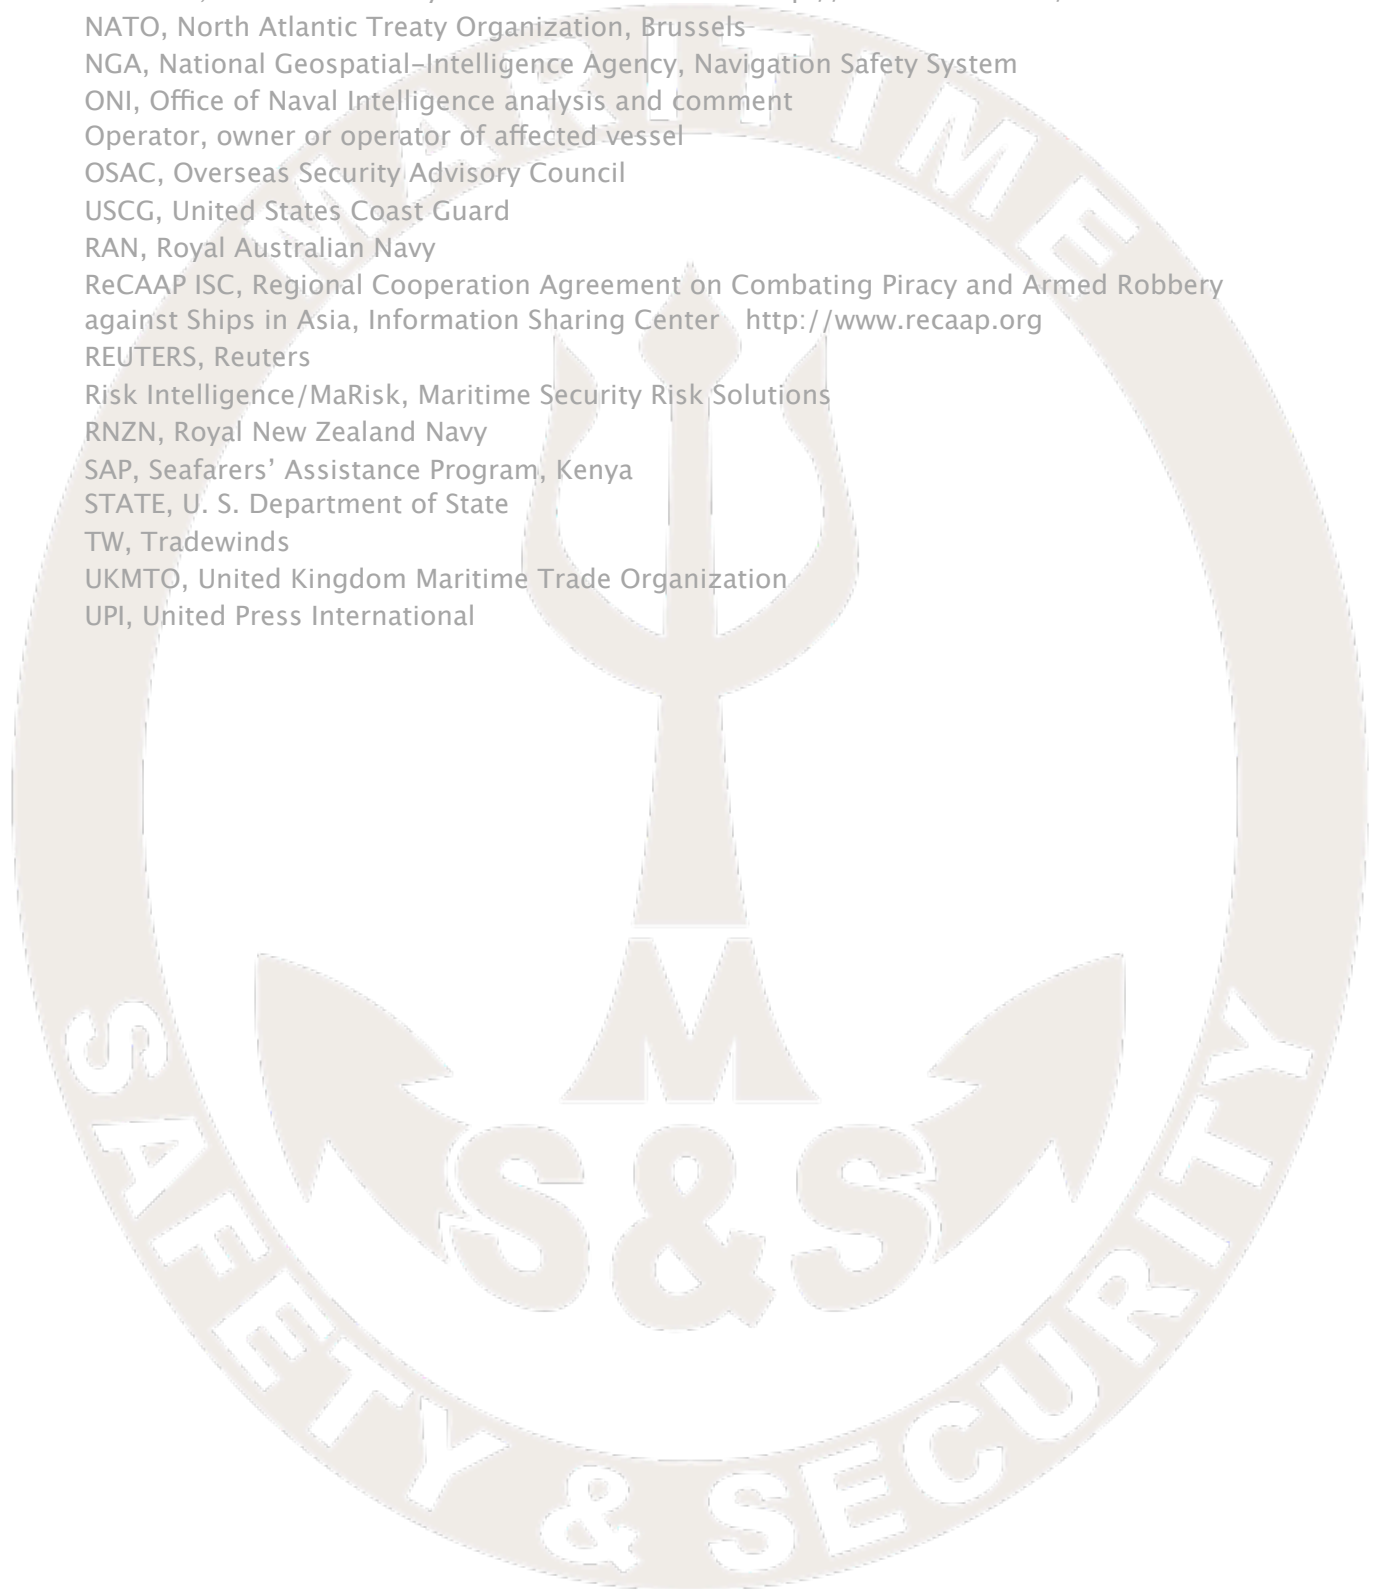 NATO, North Atlantic Treaty Organization, Brussels
NGA, National Geospatial-Intelligence Agency, Navigation Safety System
ONI, Office of Naval Intelligence analysis and comment
Operator, owner or operator of affected vessel
OSAC, Overseas Security Advisory Council
USCG, United States Coast Guard
RAN, Royal Australian Navy
ReCAAP ISC, Regional Cooperation Agreement on Combating Piracy and Armed Robbery
against Ships in Asia, Information Sharing Center http://www.recaap.org
REUTERS, Reuters
Risk Intelligence/MaRisk, Maritime Security Risk Solutions
RNZN, Royal New Zealand Navy
SAP, Seafarers’ Assistance Program, Kenya
STATE, U. S. Department of State
TW, Tradewinds
UKMTO, United Kingdom Maritime Trade Organization
UPI, United Press International
MARITIME
M
S&S
SAFETY & SECURITY